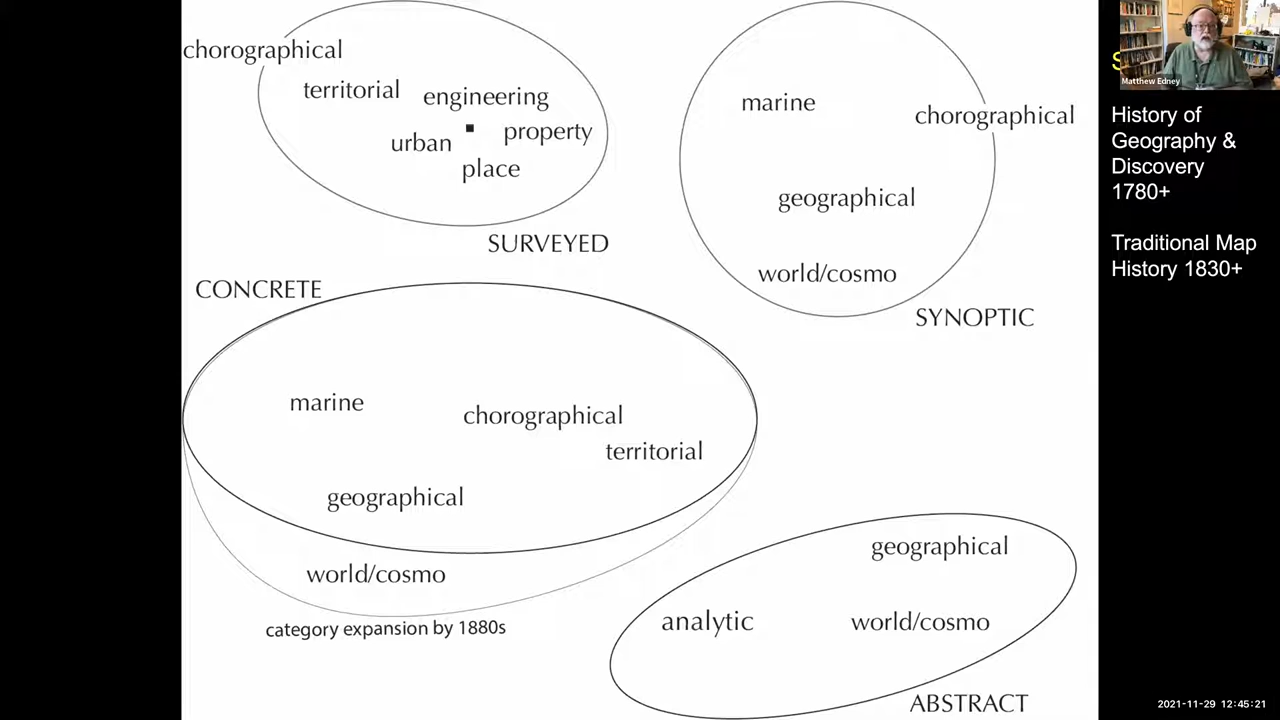 chorographical
territorial
engineering
urban
property
place
SURVEYED
marine
chorographical
geographical
world/cosmo
SYNOPTIC
CONCRETE
marine
chorographical
territorial
geographical
world/cosmo
category expansion by 1880s
geographical
analytic
world/cosmo
ABSTRACT
Matthew Edney
History of
Geography &
Discovery
1780+
Traditional Map
History 1830+
2021-11-29 12:45:21